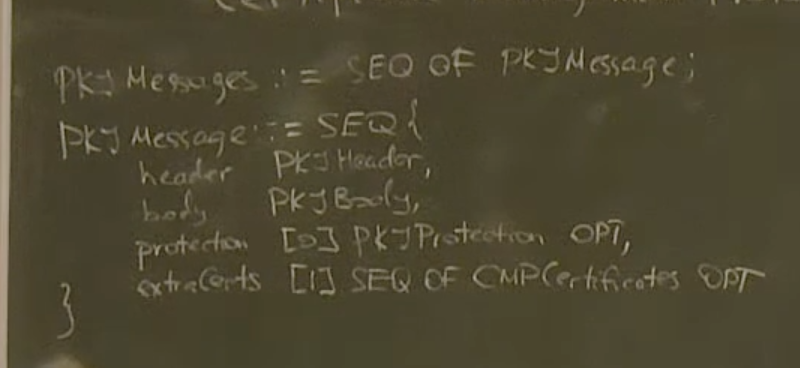 PKIMessages ::= SEQ OF PKIMessage;
PKIMessage ::= SEQ {
header PKIHeader,
body PKIBody,
protection [0] PKIProtection OPT,
extraCerts [1] SEQ OF CMPCertificates OPT
}